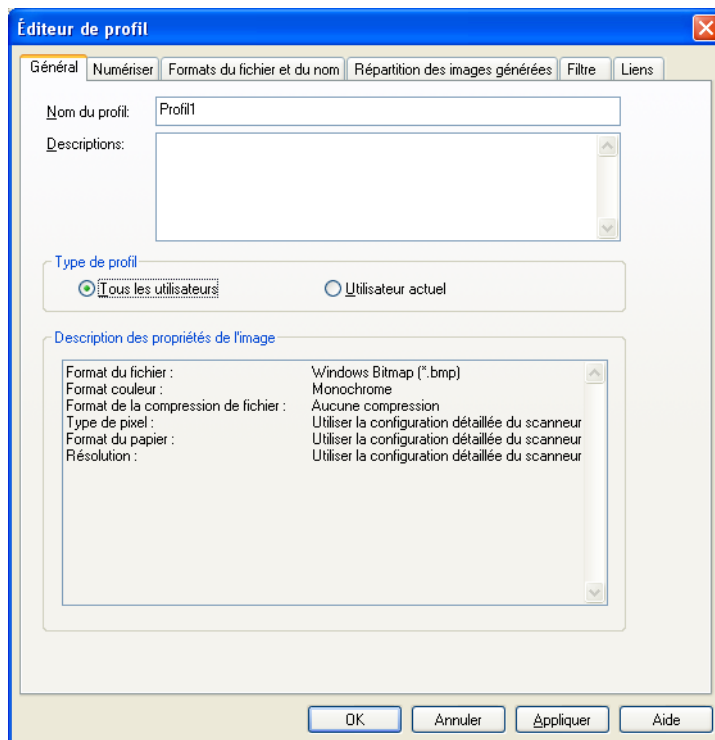 Éditeur de profil
Général Numériser Formats du fichier et du nom Répartition des images générées Filtre Liens
Nom du profil: Profil1
Descriptions:
Type de profil
Tous les utilisateurs Utilisateur actuel
Description des propriétés de l'image
Format du fichier : Windows Bitmap (*.bmp)
Format couleur : Monochrome
Format de la compression de fichier : Aucune compression
Type de pixel : Utiliser la configuration détaillée du scanneur
Format du papier : Utiliser la configuration détaillée du scanneur
Résolution : Utiliser la configuration détaillée du scanneur
OK Annuler Appliquer Aide